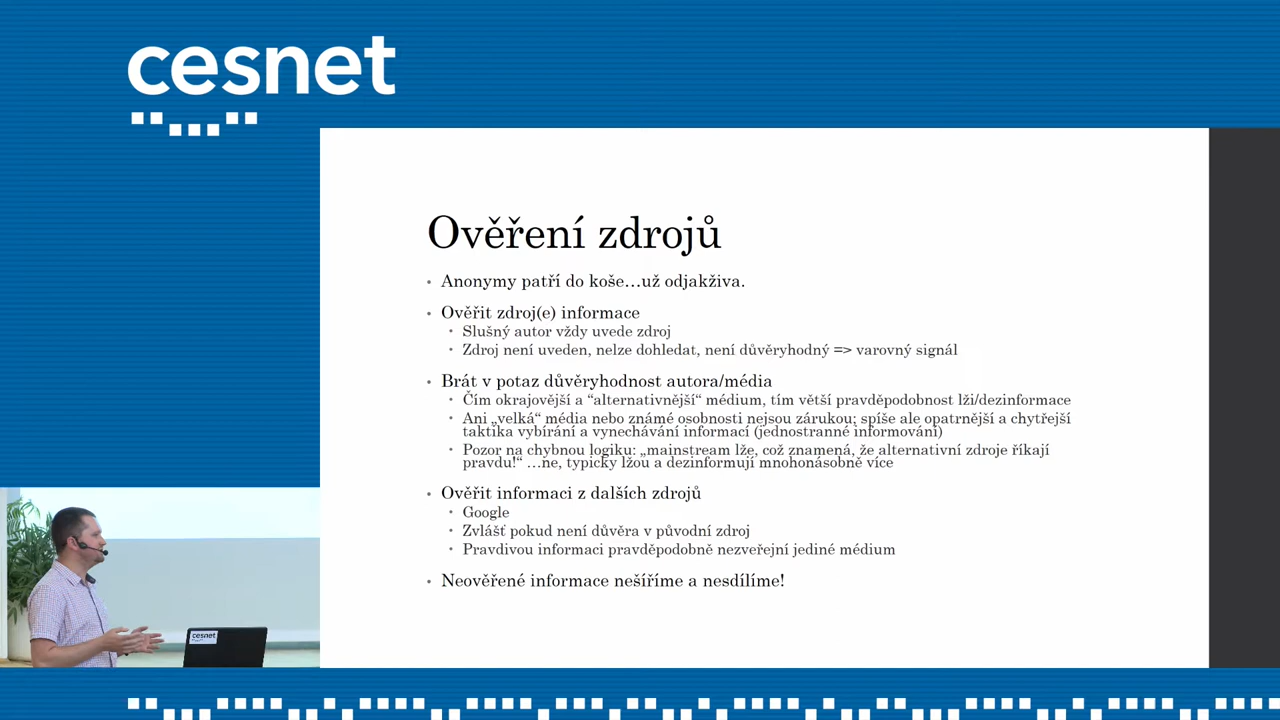 cesnet
Ověření zdrojů
• Anonymy patří do koše...už odjakživa.
• Ověřit zdroj(e) informace
• Slušný autor vždy uvede zdroj
• Zdroj není uveden, nelze dohledat, není důvěryhodný => varovný signál
• Brát v potaz důvěryhodnost autora/média
• Čím okrajovější a “alternativnější“ médium, tím větší pravděpodobnost lži/dezinformace
• Ani „velká“ média nebo známé osobnosti nejsou zárukou; spíše ale opatrnější a chytřejší
taktika vybírání a vynechávání informací (jednostranné informování)
• Pozor na chybnou logiku: „mainstream lže, což znamená, že alternativní zdroje říkají
pravdu!“ …ne, typicky lžou a dezinformují mnohonásobně více
• Ověřit informaci z dalších zdrojů
• Google
• Zvlášť pokud není důvěra v původní zdroj
• Pravdivou informaci pravděpodobně nezveřejní jediné médium
• Neověřené informace nešíříme a nesdílíme!
cesnet